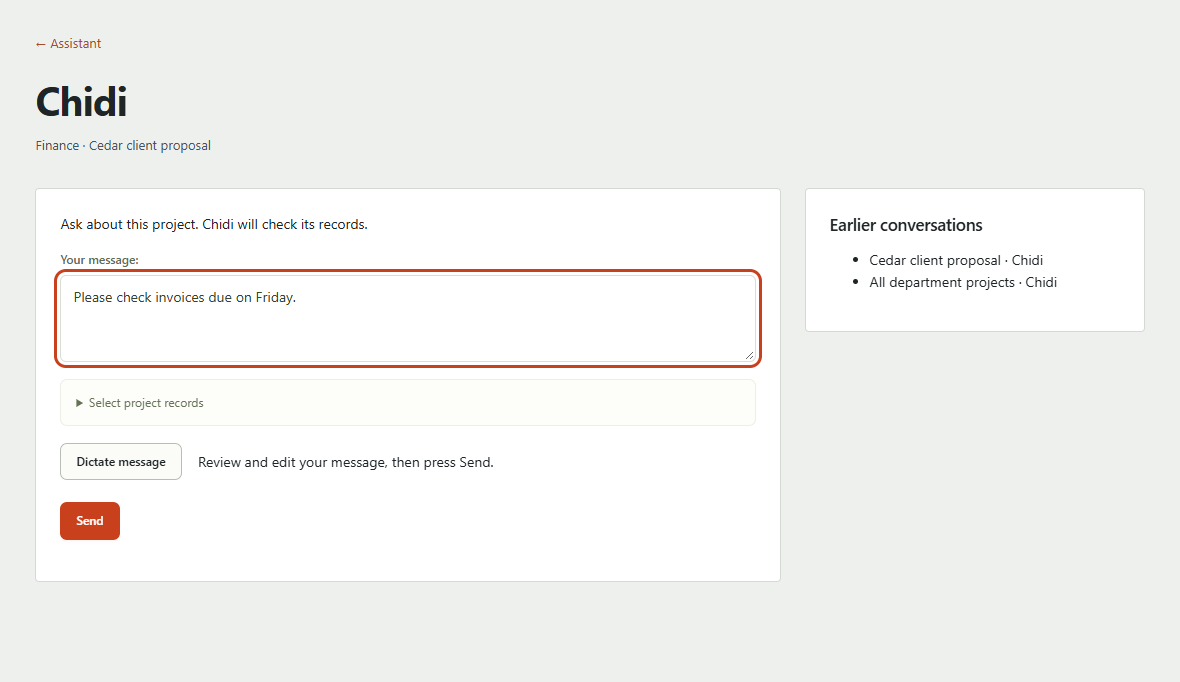 ← Assistant
Chidi
Finance · Cedar client proposal
Ask about this project. Chidi will check its records.
Your message:
Please check invoices due on Friday.
▶ Select project records
Dictate message
Review and edit your message, then press Send.
Send
Earlier conversations
• Cedar client proposal · Chidi
• All department projects · Chidi